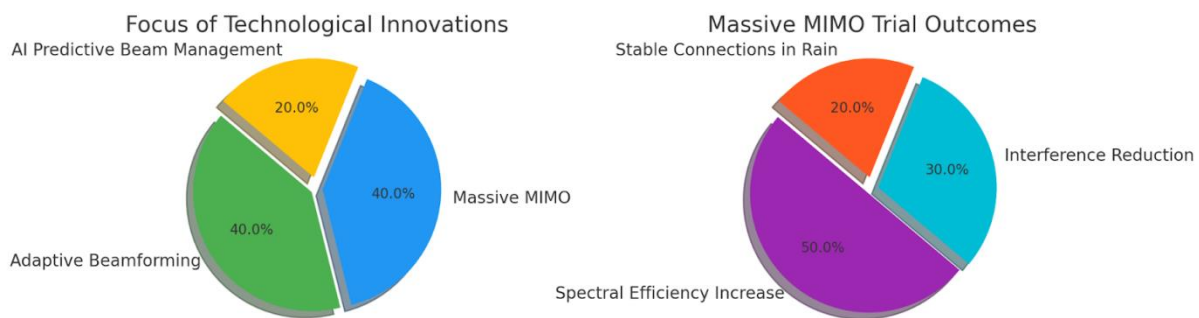 Focus of Technological Innovations
AI Predictive Beam Management
20.0%
40.0%
Massive MIMO
40.0%
Adaptive Beamforming
Massive MIMO Trial Outcomes
Stable Connections in Rain
20.0%
30.0%
Interference Reduction
50.0%
Spectral Efficiency Increase